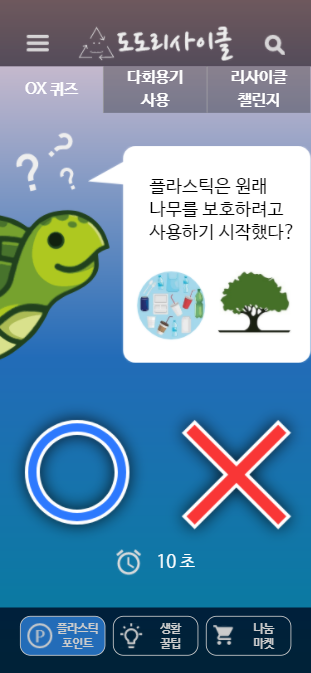 도도리사이클
OX 퀴즈
다회용기
사용
리사이클
챌린지
? ? ?
플라스틱은 원래
나무를 보호하려고
사용하기 시작했다?
10 초
P
플라스틱
포인트
생활
꿀팁
나눔
마켓